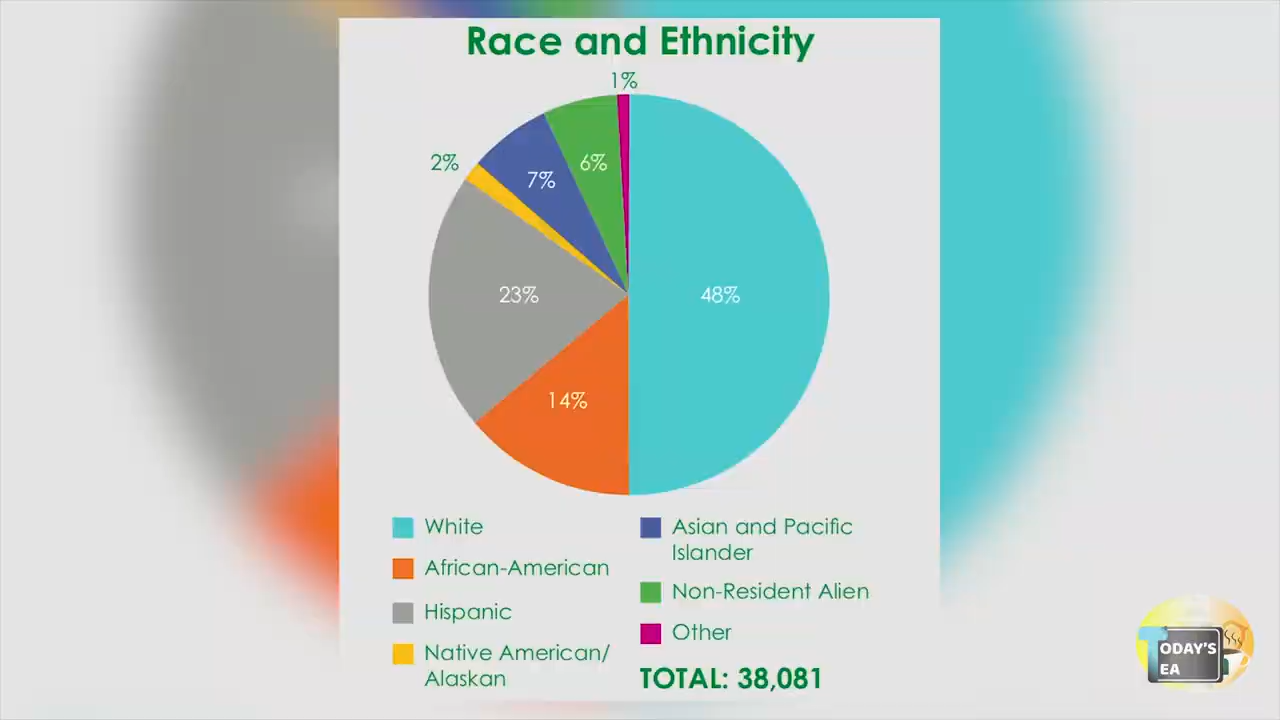 Race and Ethnicity
1%
2%
7%
6%
23%
48%
14%
White
African-American
Hispanic
Native American/
Alaskan
Asian and Pacific
Islander
Non-Resident Alien
Other
TOTAL: 38,081
TODAY'S
EA